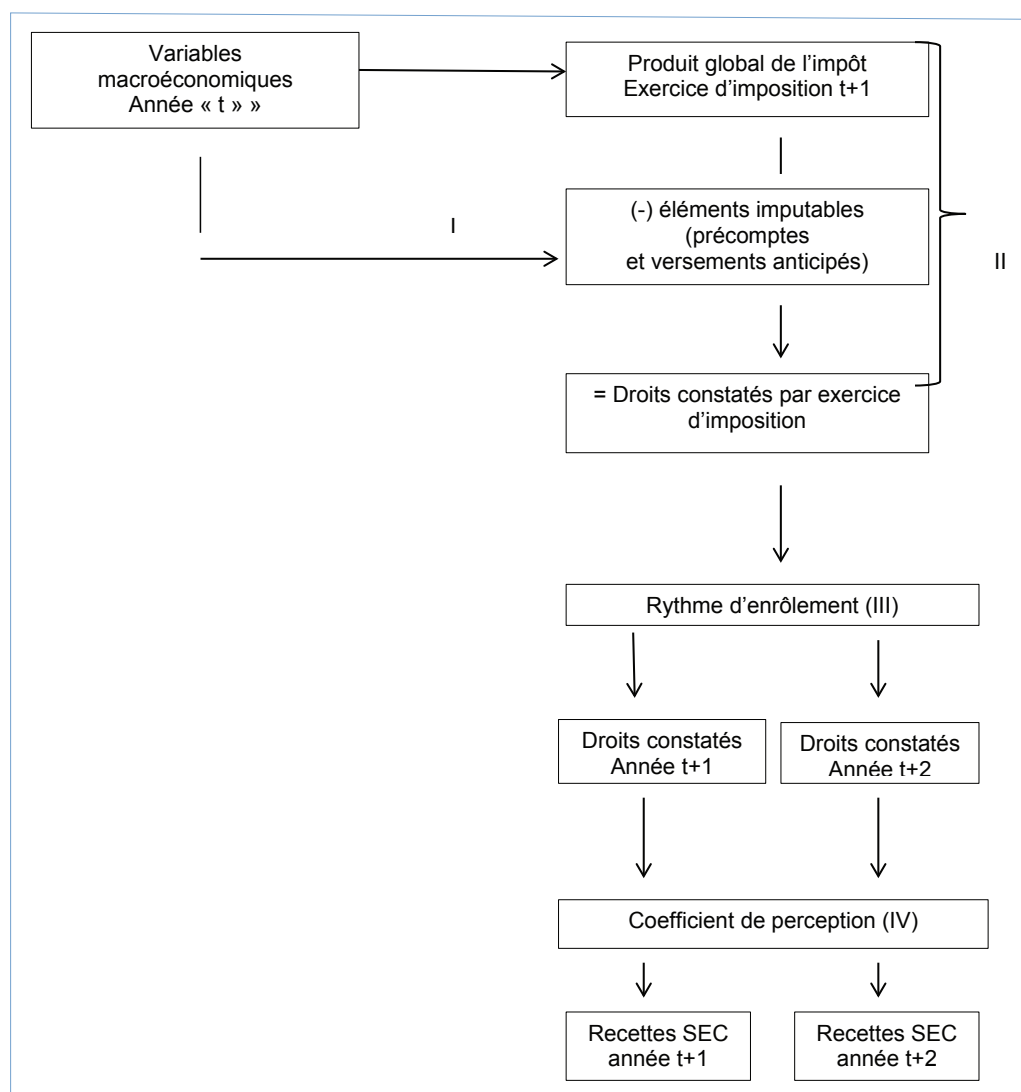 Variables
macroéconomiques
Année « t » »
Produit global de l’impôt
Exercice d’imposition t+1
(-) éléments imputables
(précomptes
et versements anticipés)
I
II
= Droits constatés par exercice
d’imposition
Rythme d’enrôlement (III)
Droits constatés
Année t+1
Droits constatés
Année t+2
Coefficient de perception (IV)
Recettes SEC
année t+1
Recettes SEC
année t+2